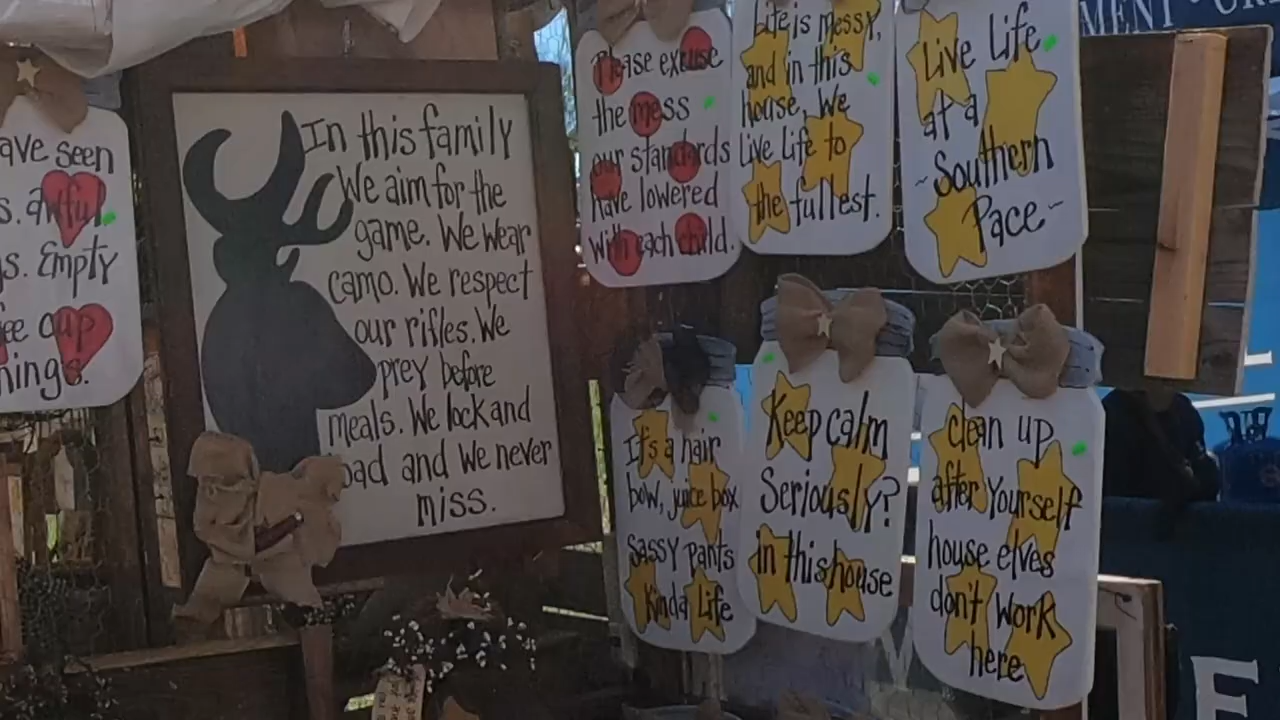 ave seen
s. awful
s. Empty
cup
In this family
We aim for the
game. We wear
camo. We respect
our rifles. We
prey before
meals. We lock and
oad and we never
miss.
Please excuse
the mess
our standards
have lowered
with each child.
Life is messy,
and in this
house, We
Live Life to
the fullest.
Live Life
at a
~Southern
Pace~
It's a hair
bow, juice box
sassy pants
Kinda Life
Keep calm
Seriously?
in this house
clean up
after yourself
house elves
don't work
here
MENT